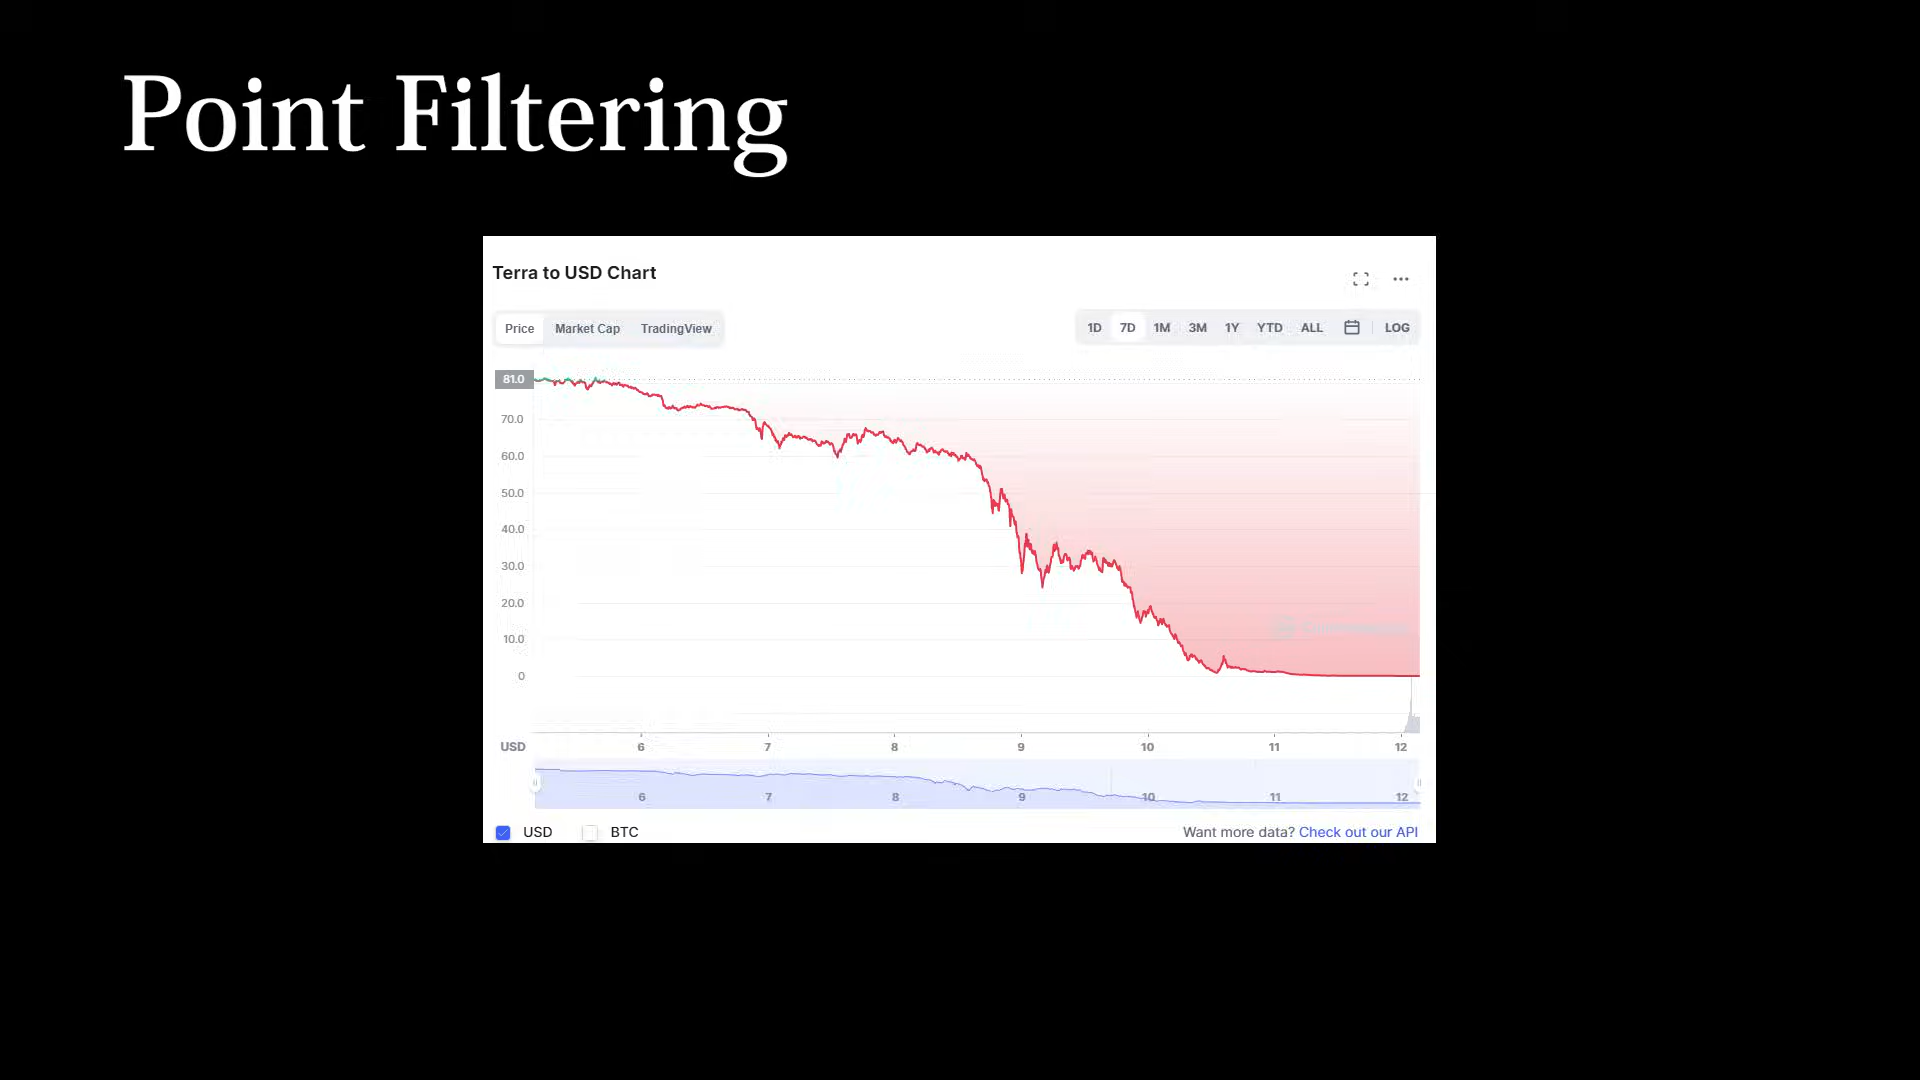 Point Filtering
Terra to USD Chart
Price Market Cap TradingView
1D 7D 1M 3M 1Y YTD ALL LOG
81.0
70.0
60.0
50.0
40.0
30.0
20.0
10.0
0
USD 6 7 8 9 10 11 12
6 7 8 9 10 11 12
USD BTC
Want more data? Check out our API